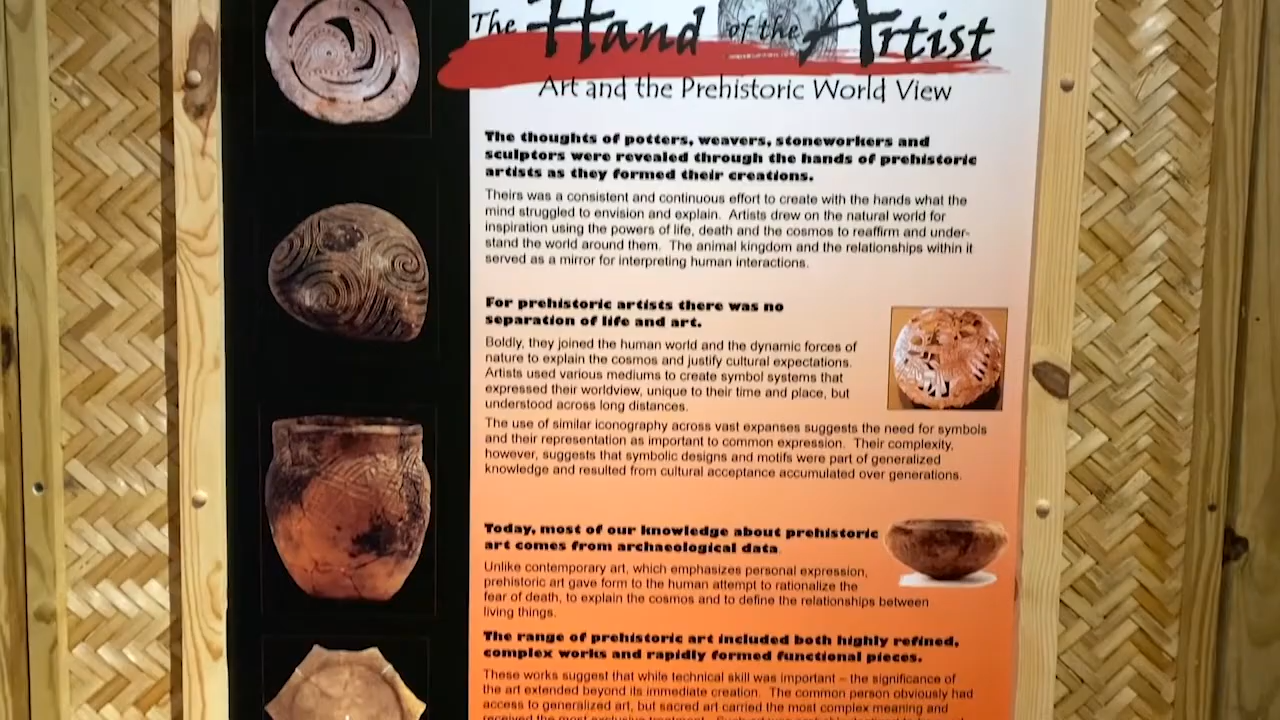 The Hand of the Artist
Art and the Prehistoric World View
The thoughts of potters, weavers, stoneworkers and
sculptors were revealed through the hands of prehistoric
artists as they formed their creations.
Theirs was a consistent and continuous effort to create with the hands what the
mind struggled to envision and explain. Artists drew on the natural world for
inspiration using the powers of life, death and the cosmos to reaffirm and under-
stand the world around them. The animal kingdom and the relationships within it
served as a mirror for interpreting human interactions.
For prehistoric artists there was no
separation of life and art.
Boldly, they joined the human world and the dynamic forces of
nature to explain the cosmos and justify cultural expectations.
Artists used various mediums to create symbol systems that
expressed their worldview, unique to their time and place, but
understood across long distances.
The use of similar iconography across vast expanses suggests the need for symbols
and their representation as important to common expression. Their complexity,
however, suggests that symbolic designs and motifs were part of generalized
knowledge and resulted from cultural acceptance accumulated over generations.
Today, most of our knowledge about prehistoric
art comes from archaeological data.
Unlike contemporary art, which emphasizes personal expression,
prehistoric art gave form to the human attempt to rationalize the
fear of death, to explain the cosmos and to define the relationships between
living things.
The range of prehistoric art included both highly refined,
complex works and rapidly formed functional pieces.
These works suggest that while technical skill was important – the significance of
the art extended beyond its immediate creation. The common person obviously had
access to generalized art, but sacred art carried the most complex meaning and
received the most exclusive treatment.